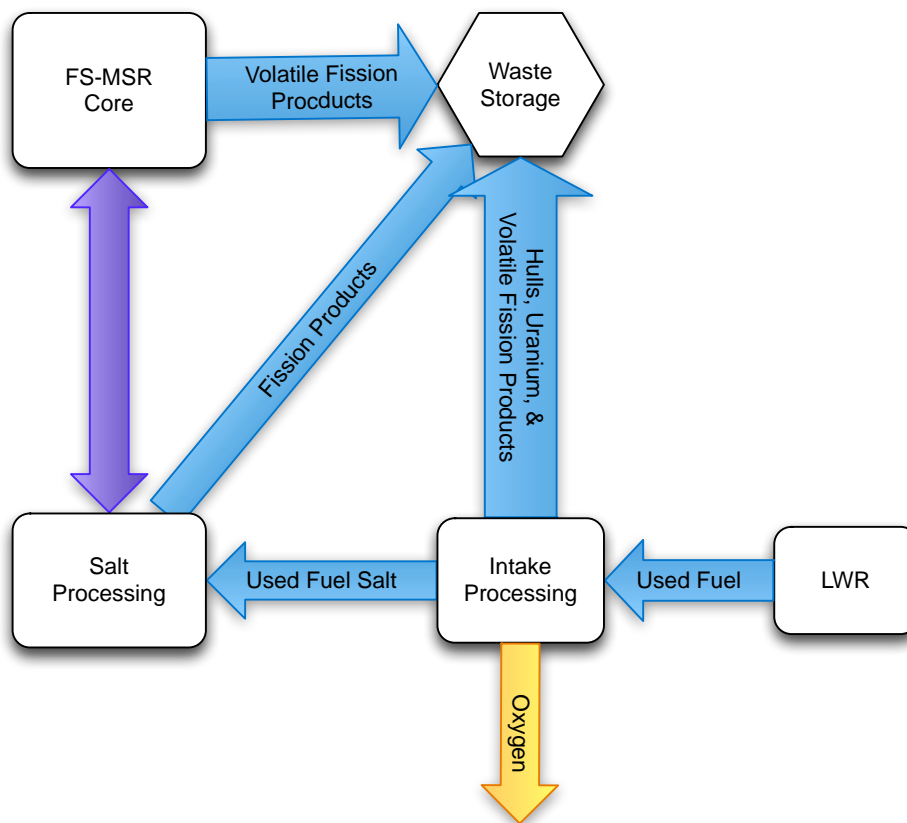 FS-MSR
Core
Volatile Fission
Procducts
Waste
Storage
Fission Products
Hulls, Uranium, &
Volatile Fission Products
Salt
Processing
Used Fuel Salt
Intake
Processing
Used Fuel
LWR
Oxygen